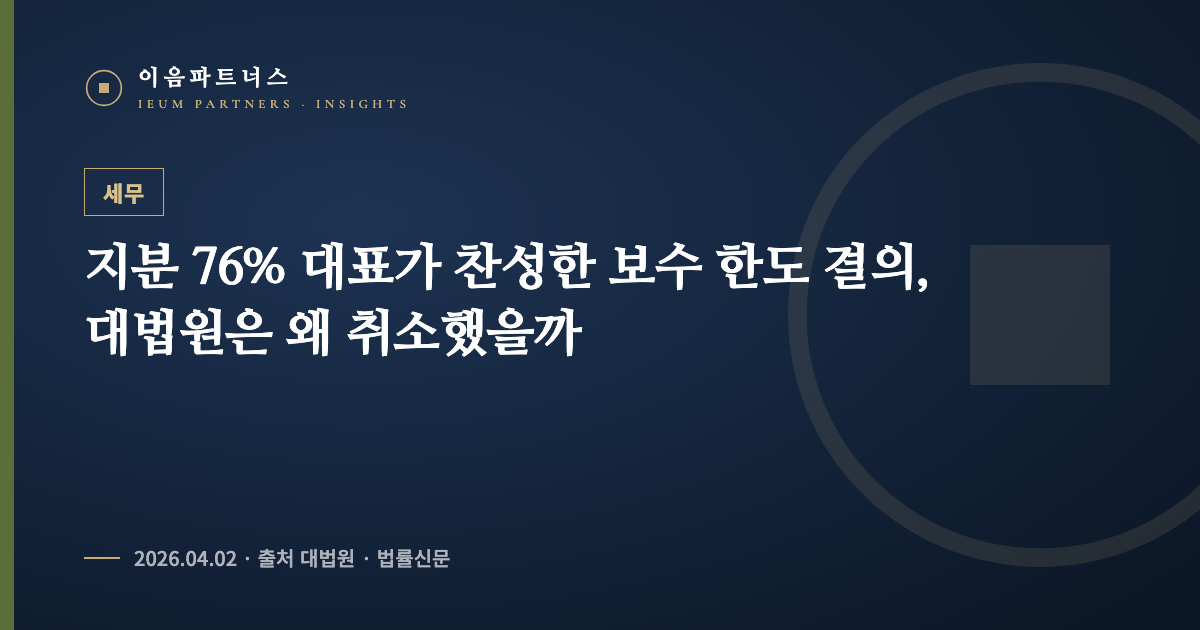 이음파트너스
IEUM PARTNERS · INSIGHTS
세무
지분 76% 대표가 찬성한 보수 한도 결의,
대법원은 왜 취소했을까
2026.04.02 · 출처 대법원 · 법률신문